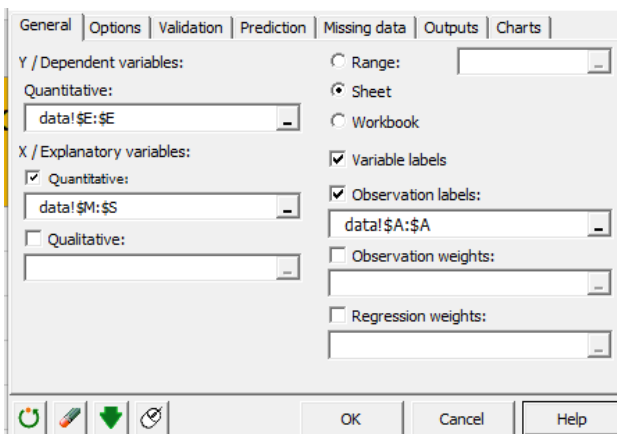 General
Options
Validation
Prediction
Missing data
Outputs
Charts
Y / Dependent variables:
Quantitative:
data!$E:$E
X / Explanatory variables:
Quantitative:
data!$M:$S
Qualitative:
Range:
Sheet
Workbook
Variable labels
Observation labels:
data!$A:$A
Observation weights:
Regression weights:
OK
Cancel
Help